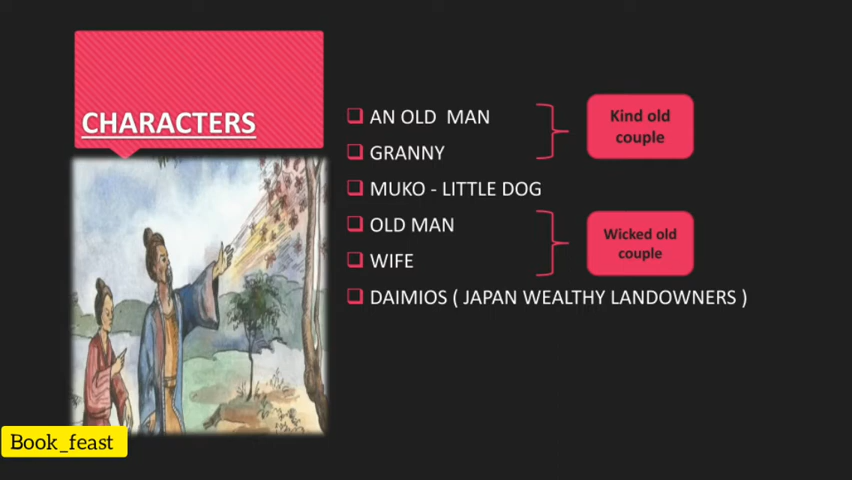 CHARACTERS
AN OLD MAN
GRANNY
Kind old
couple
MUKO - LITTLE DOG
OLD MAN
WIFE
Wicked old
couple
DAIMIOS ( JAPAN WEALTHY LANDOWNERS )
Book_feast